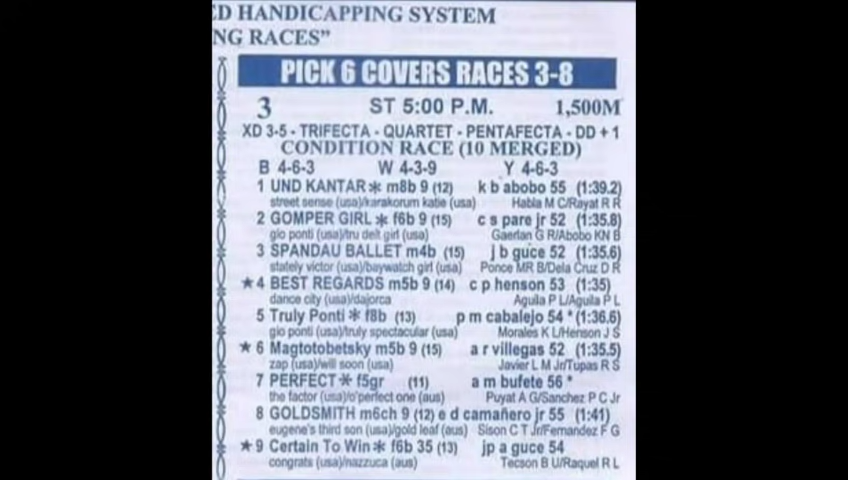 ED HANDICAPPING SYSTEM
NG RACES”
PICK 6 COVERS RACES 3-8
3 ST 5:00 P.M. 1,500M
XD 3-5 - TRIFECTA - QUARTET - PENTAFECTA - DD + 1
CONDITION RACE (10 MERGED)
B 4-6-3 W 4-3-9 Y 4-6-3
1 UND KANTAR * m8b 9 (12) k b abobo 55 (1:39.2)
street sense (usa)/karakorum katie (usa) Habla M C/Rayat R R
2 GOMPER GIRL * f6b 9 (15) c s pare jr 52 (1:35.8)
gio ponti (usa)/tru deit girl (usa) Gaerlan G R/Abobo KN B
3 SPANDAU BALLET m4b (15) j b guce 52 (1:35.6)
stately victor (usa)/baywatch girl (usa) Ponce MR B/Dela Cruz D R
★4 BEST REGARDS m5b 9 (14) c p henson 53 (1:35)
dance city (usa)/dajorca Aguila P L/Aguila P L
5 Truly Ponti * f8b (13) p m cabalejo 54 * (1:36.6)
gio ponti (usa)/truly spectacular (usa) Morales K L/Henson J S
★ 6 Magtotobetsky m5b 9 (15) a r villegas 52 (1:35.5)
zap (usa)/will soon (usa) Javier L M Jr/Tupas R S
7 PERFECT * f5gr (11) a m bufete 56 *
the factor (usa)/o'perfect one (aus) Puyat A G/Sanchez P C Jr
8 GOLDSMITH m6ch 9 (12) e d camañero jr 55 (1:41)
eugene's third son (usa)/gold leaf (aus) Sison C T Jr/Fernandez F G
★ 9 Certain To Win * f6b 35 (13) jp a guce 54
congrats (usa)/nazzuca (aus) Tecson B U/Raquel R L